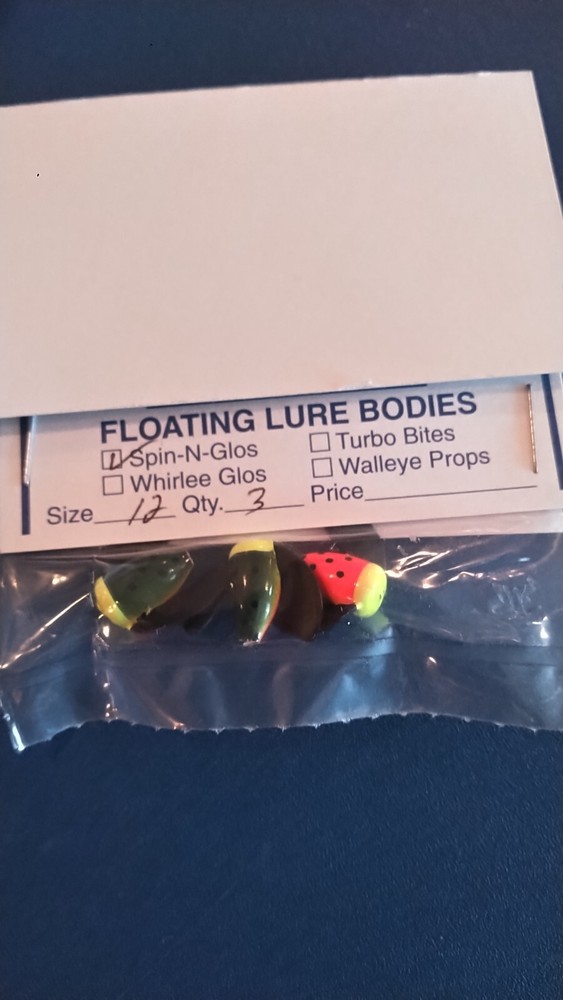 FLOATING LURE BODIES
☑ Spin-N-Glos ☐ Turbo Bites
☐ Whirlee Glos ☐ Walleye Props
Size 12 Qty. 3 Price